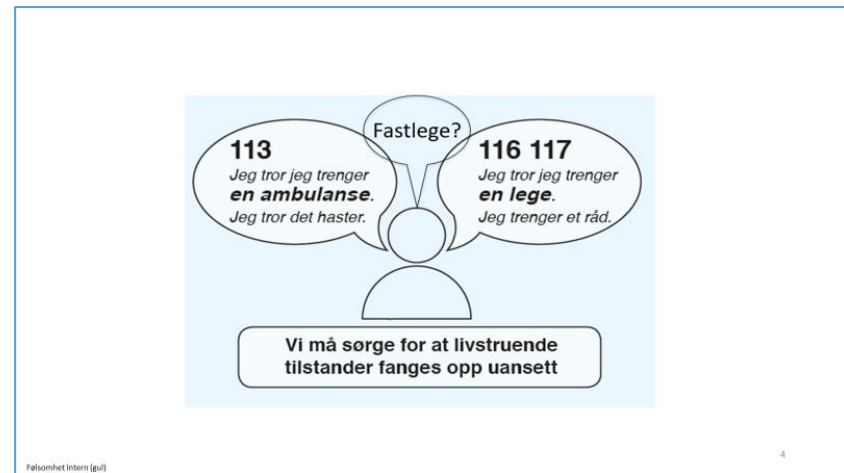 Fastlege?
113
Jeg tror jeg trenger
en ambulanse.
Jeg tror det haster.
116 117
Jeg tror jeg trenger
en lege.
Jeg trenger et råd.
Vi må sørge for at livstruende
tilstander fanges opp uansett
4
Følsomhet Intern (gul)